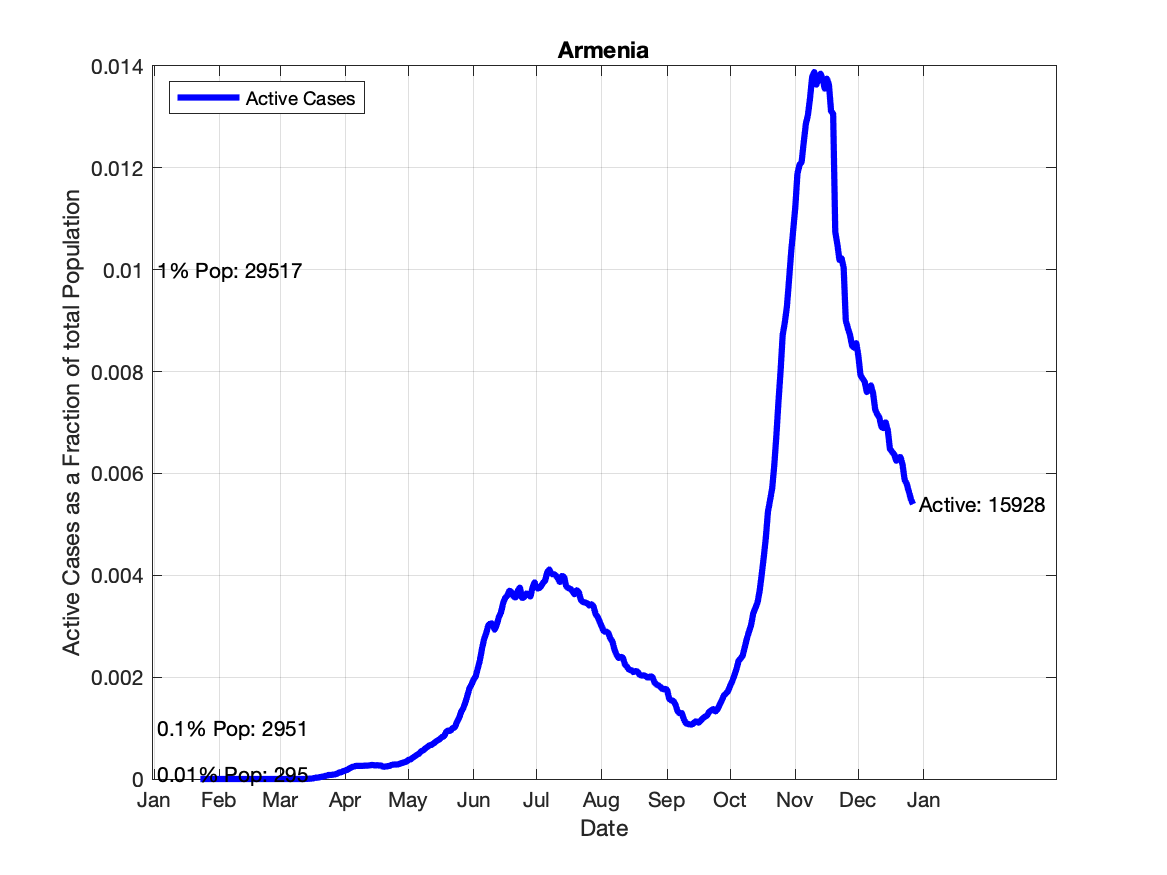 Armenia
Active Cases
0.014
0.012
0.01
0.008
0.006
0.004
0.002
0
1% Pop: 29517
0.1% Pop: 2951
0.01% Pop: 295
Active: 15928
Active Cases as a Fraction of total Population
Jan Feb Mar Apr May Jun Jul Aug Sep Oct Nov Dec Jan
Date